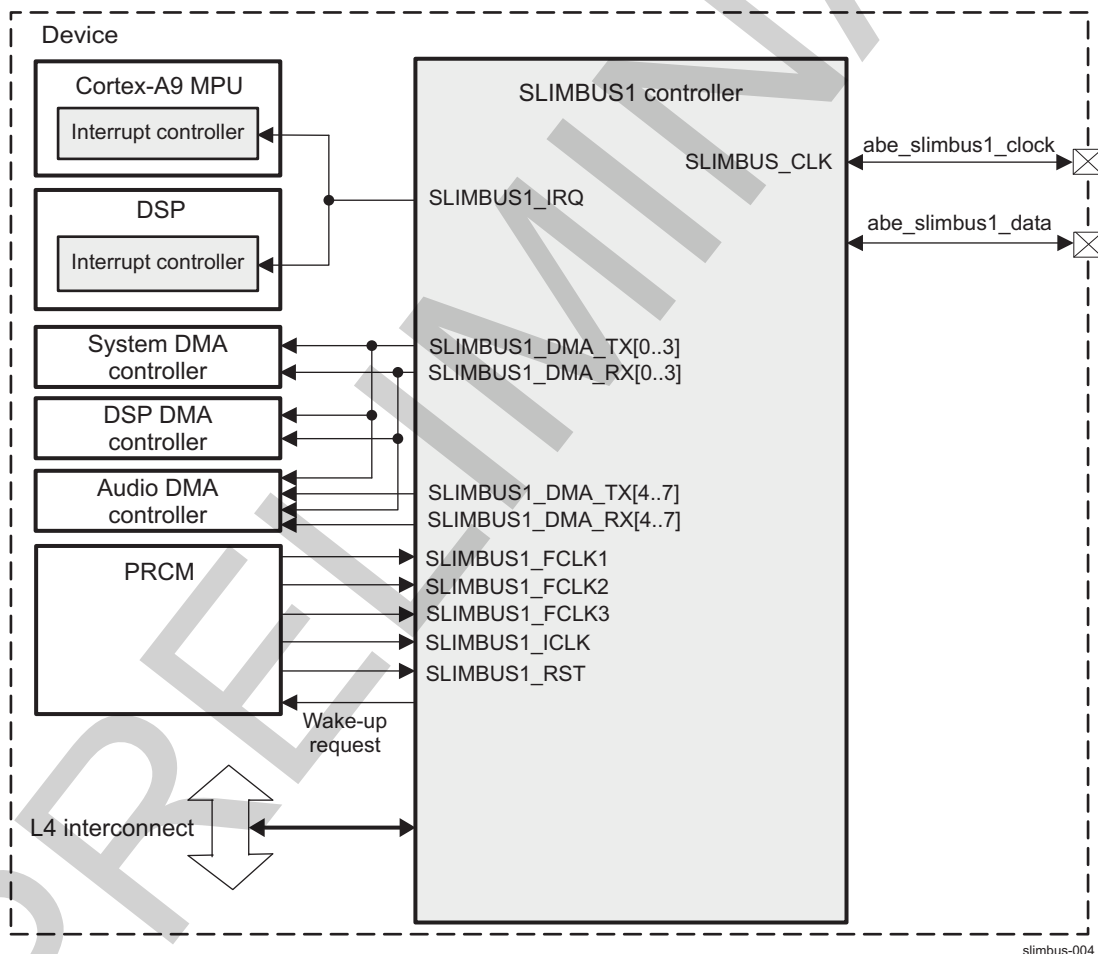 Device
Cortex-A9 MPU
Interrupt controller
DSP
Interrupt controller
System DMA
controller
DSP DMA
controller
Audio DMA
controller
PRCM
Wake-up
request
L4 interconnect
SLIMBUS1 controller
SLIMBUS_CLK
SLIMBUS1_IRQ
SLIMBUS1_DMA_TX[0..3]
SLIMBUS1_DMA_RX[0..3]
SLIMBUS1_DMA_TX[4..7]
SLIMBUS1_DMA_RX[4..7]
SLIMBUS1_FCLK1
SLIMBUS1_FCLK2
SLIMBUS1_FCLK3
SLIMBUS1_ICLK
SLIMBUS1_RST
abe_slimbus1_clock
abe_slimbus1_data
slimbus-004
PRELIMINA